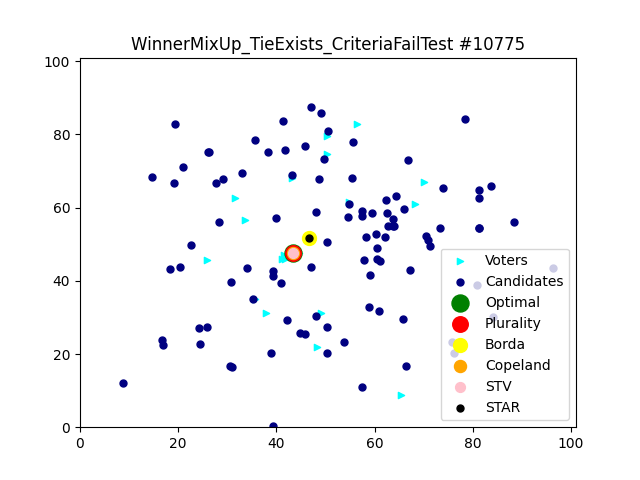 WinnerMixUp_TieExists_CriteriaFailTest #10775
100
80
60
40
20
0
0 20 40 60 80 100
Voters
Candidates
Optimal
Plurality
Borda
Copeland
STV
STAR